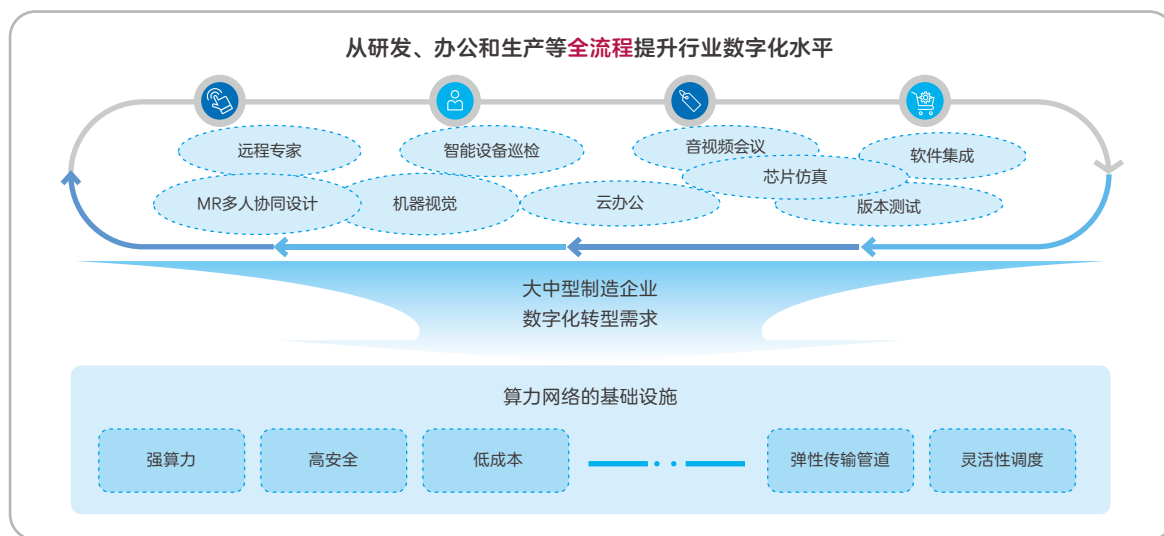 从研发、办公和生产等全流程提升行业数字化水平
远程专家
智能设备巡检
音视频会议
软件集成
芯片仿真
MR多人协同设计
机器视觉
云办公
版本测试
大中型制造企业
数字化转型需求
算力网络的基础设施
强算力
高安全
低成本
弹性传输管道
灵活性调度